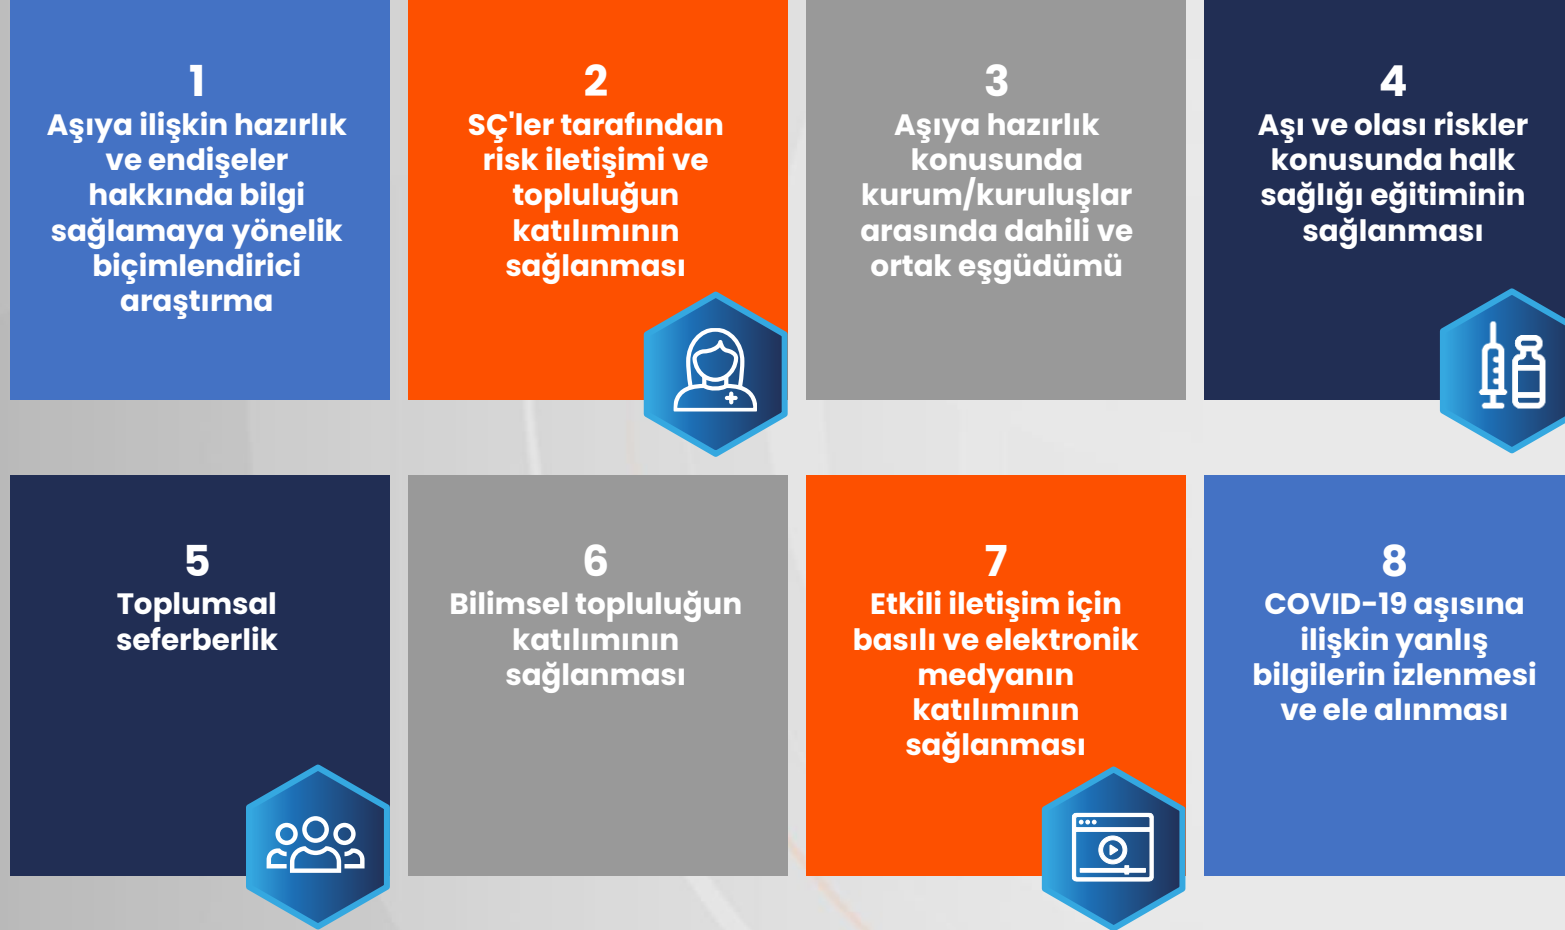 1
Aşıya ilişkin hazırlık
ve endişeler
hakkında bilgi
sağlamaya yönelik
biçimlendirici
araştırma
2
SÇ'ler tarafından
risk iletişimi ve
topluluğun
katılımının
sağlanması
3
Aşıya hazırlık
konusunda
kurum/kuruluşlar
arasında dahili ve
ortak eşgüdümü
4
Aşı ve olası riskler
konusunda halk
sağlığı eğitiminin
sağlanması
5
Toplumsal
seferberlik
6
Bilimsel topluluğun
katılımının
sağlanması
7
Etkili iletişim için
basılı ve elektronik
medyanın
katılımının
sağlanması
8
COVID-19 aşısına
ilişkin yanlış
bilgilerin izlenmesi
ve ele alınması